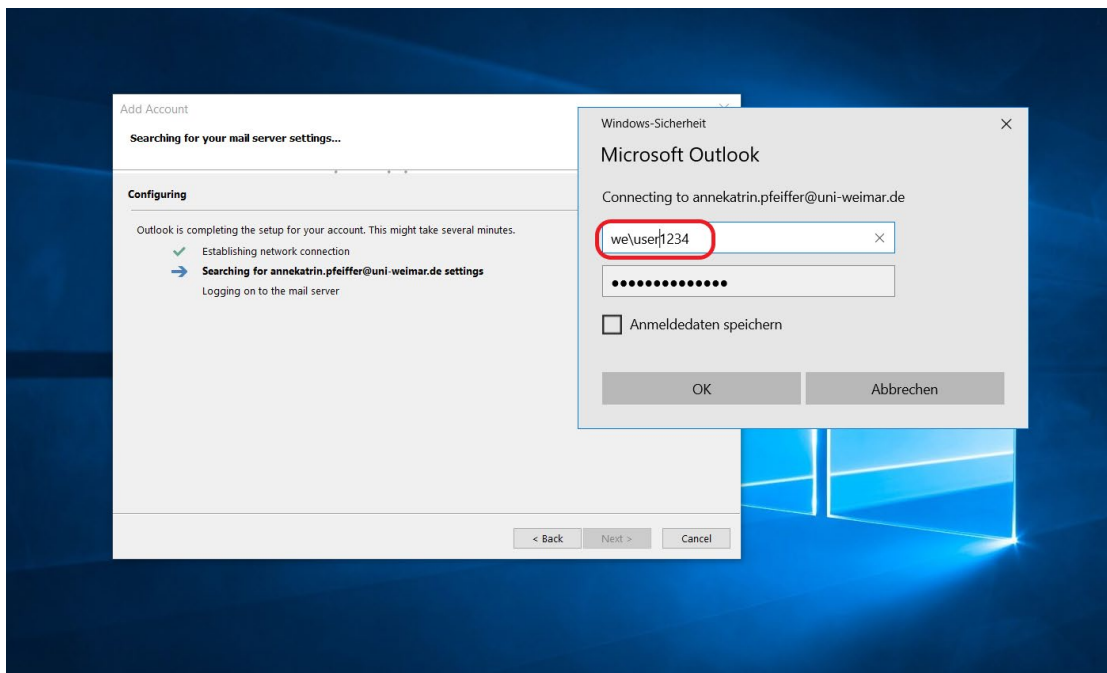 Add Account
Searching for your mail server settings...
Configuring
Outlook is completing the setup for your account. This might take several minutes.
Establishing network connection
Searching for annekatrin.pfeiffer@uni-weimar.de settings
Logging on to the mail server
< Back Next > Cancel
Windows-Sicherheit
Microsoft Outlook
Connecting to annekatrin.pfeiffer@uni-weimar.de
we\user1234
●●●●●●●●●●●●●●
Anmeldedaten speichern
OK Abbrechen